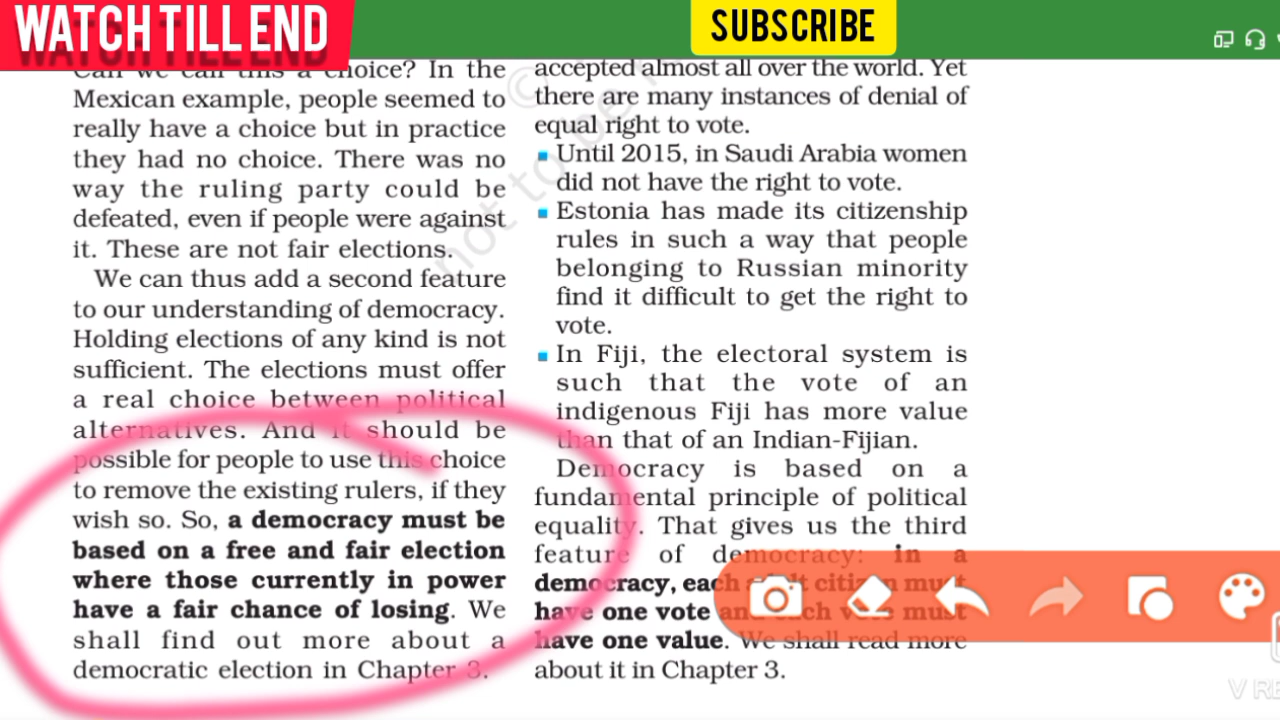 WATCH TILL END
SUBSCRIBE
Can we call this a choice? In the
Mexican example, people seemed to
really have a choice but in practice
they had no choice. There was no
way the ruling party could be
defeated, even if people were against
it. These are not fair elections.
We can thus add a second feature
to our understanding of democracy.
Holding elections of any kind is not
sufficient. The elections must offer
a real choice between political
alternatives. And it should be
possible for people to use this choice
to remove the existing rulers, if they
wish so. So, a democracy must be
based on a free and fair election
where those currently in power
have a fair chance of losing. We
shall find out more about a
democratic election in Chapter 3.
accepted almost all over the world. Yet
there are many instances of denial of
equal right to vote.
Until 2015, in Saudi Arabia women
did not have the right to vote.
Estonia has made its citizenship
rules in such a way that people
belonging to Russian minority
find it difficult to get the right to
vote.
In Fiji, the electoral system is
such that the vote of an
indigenous Fiji has more value
than that of an Indian-Fijian.
Democracy is based on a
fundamental principle of political
equality. That gives us the third
feature of democracy: in a
democracy, each adult citizen must
have one vote and each vote must
have one value. We shall read more
about it in Chapter 3.
© not to be
V RE